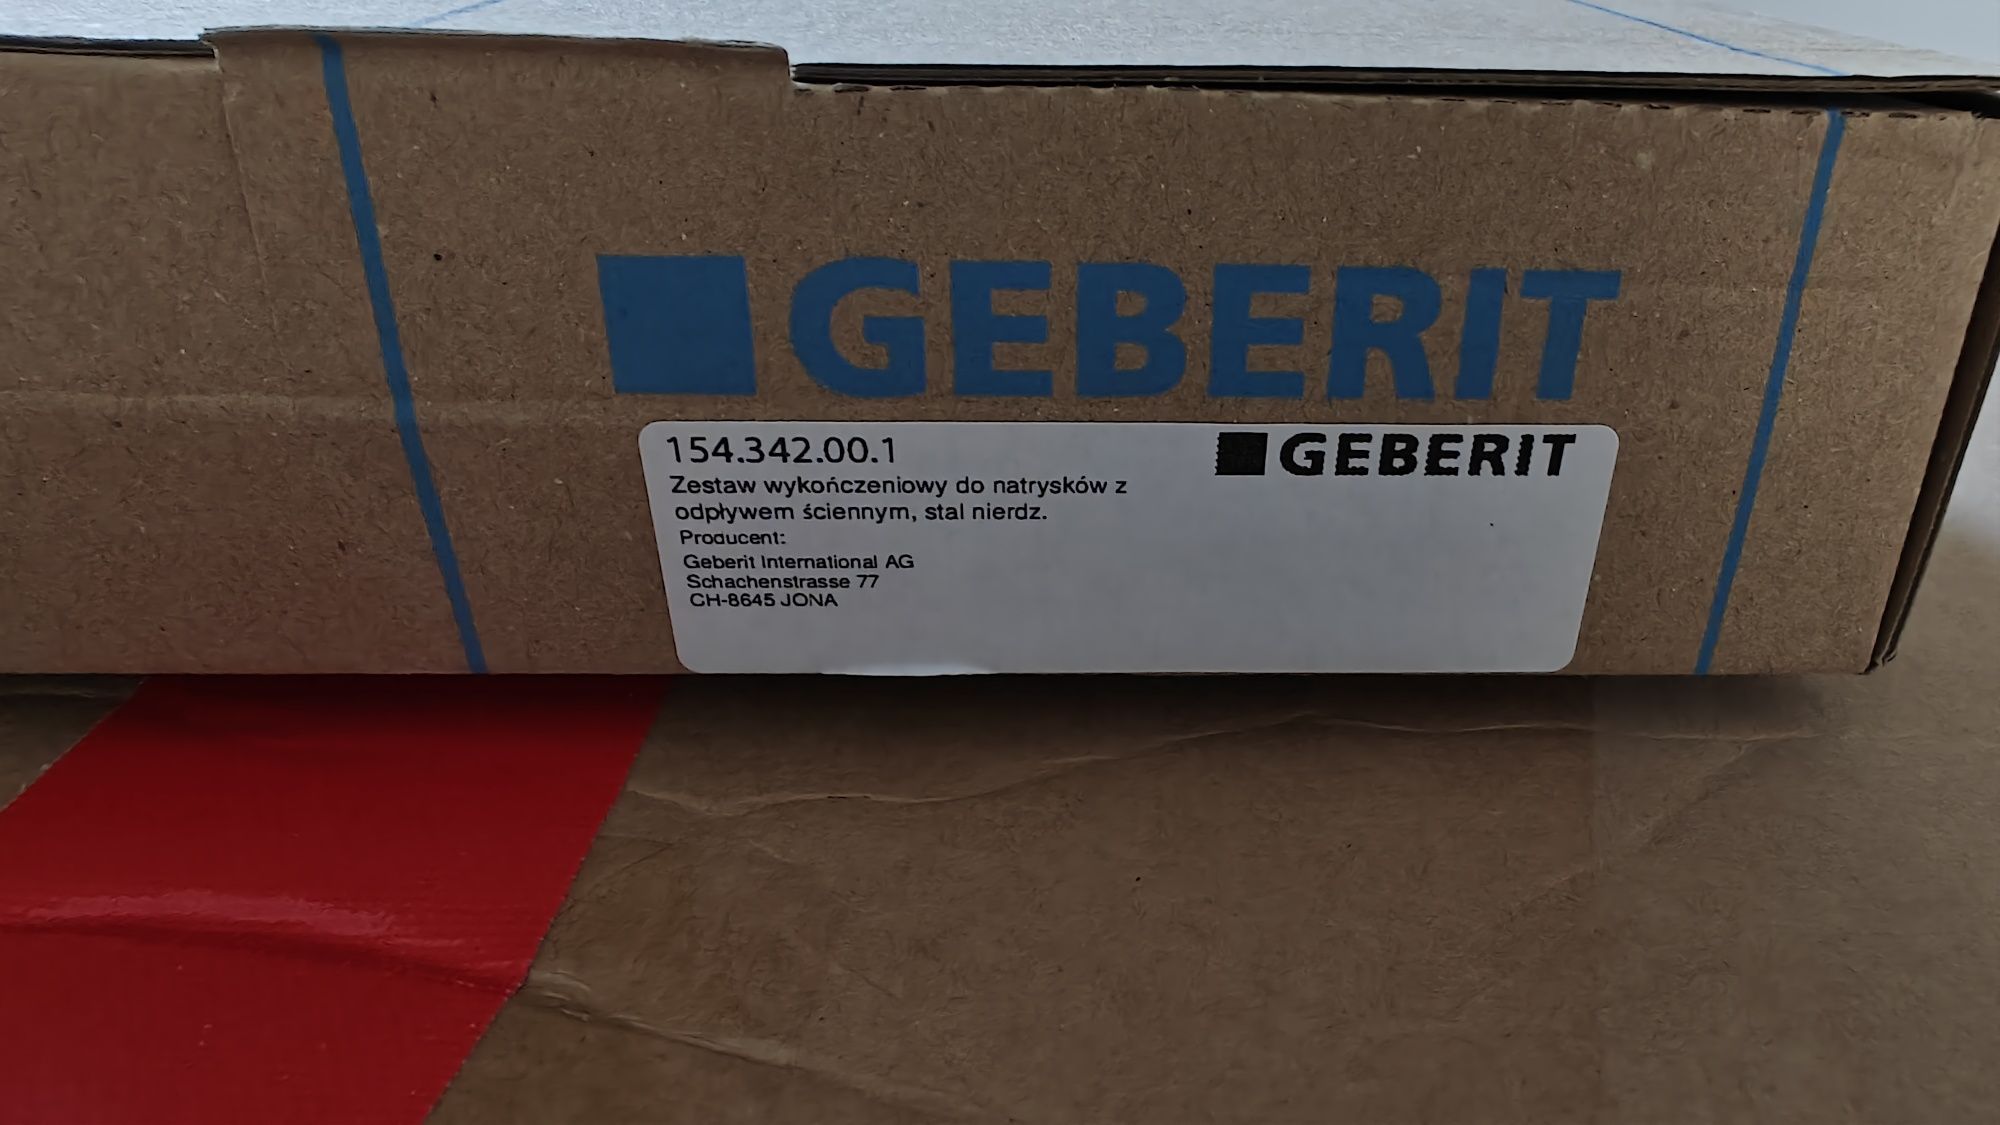 GEBERIT
154.342.00.1
GEBERIT
Zestaw wykończeniowy do natrysków z
odpływem ściennym, stal nierdz.
Producent:
Geberit International AG
Schachenstrasse 77
CH-8645 JONA